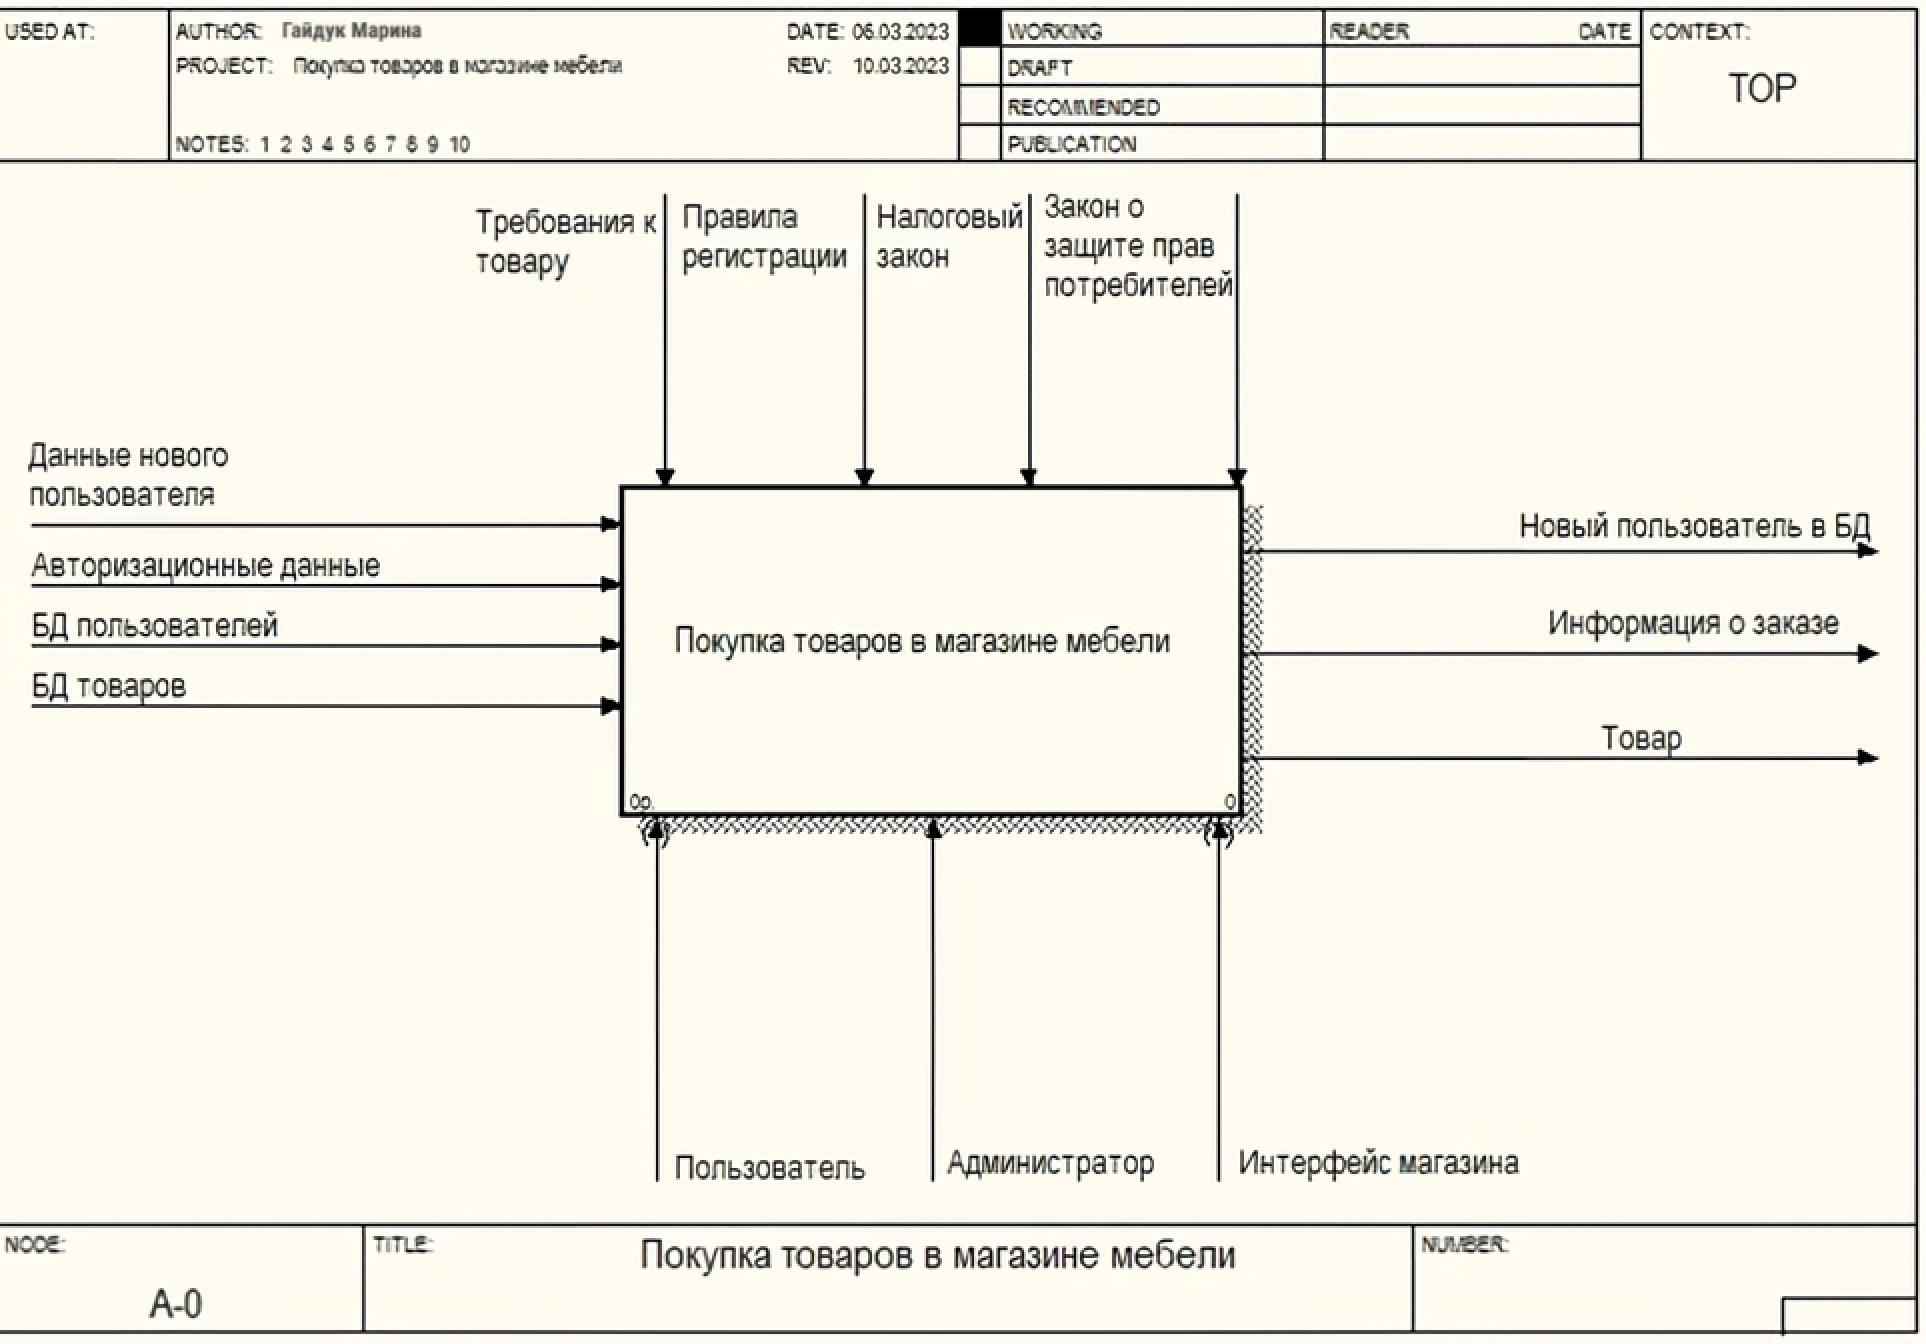 USED AT:
AUTHOR: Гайдук Марина
DATE: 06.03.2023
PROJECT: Покупка товаров в магазине мебели
REV: 10.03.2023
NOTES: 1 2 3 4 5 6 7 8 9 10
WORKING
DRAFT
RECOMMENDED
PUBLICATION
READER DATE
CONTEXT:
TOP
Требования к
товару
Правила
регистрации
Налоговый
закон
Закон о
защите прав
потребителей
Данные нового
пользователя
Авторизационные данные
БД пользователей
БД товаров
Покупка товаров в магазине мебели
0р.
0
Новый пользователь в БД
Информация о заказе
Товар
Пользователь
Администратор
Интерфейс магазина
NODE:
A-0
TITLE:
Покупка товаров в магазине мебели
NUMBER: